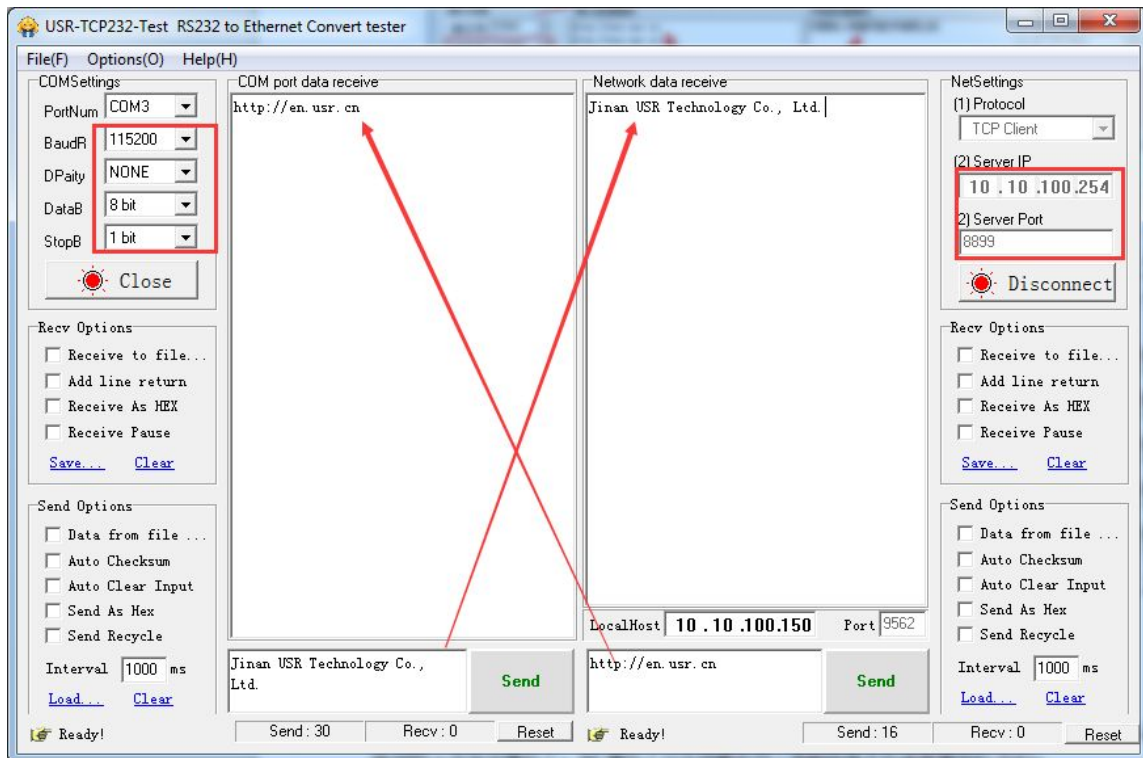 USR-TCP232-Test RS232 to Ethernet Convert tester
File(F) Options(O) Help(H)
COMSettings
PortNum COM3
BaudR 115200
DPaity NONE
DataB 8 bit
StopB 1 bit
Close
Recv Options
Receive to file...
Add line return
Receive As HEX
Receive Pause
Save... Clear
Send Options
Data from file ...
Auto Checksum
Auto Clear Input
Send As Hex
Send Recycle
Interval 1000 ms
Load... Clear
COM port data receive
http://en.usr.cn
Jinan USR Technology Co.,
Ltd.
Send
Network data receive
Jinan USR Technology Co., Ltd.
LocalHost 10 .10 .100.150 Port 9562
http://en.usr.cn
Send
NetSettings
(1) Protocol
TCP Client
(2) Server IP
10 .10 .100.254
2) Server Port
8899
Disconnect
Recv Options
Receive to file...
Add line return
Receive As HEX
Receive Pause
Save... Clear
Send Options
Data from file ...
Auto Checksum
Auto Clear Input
Send As Hex
Send Recycle
Interval 1000 ms
Load... Clear
Ready! Send : 30 Recv : 0 Reset
Ready! Send : 16 Recv : 0 Reset